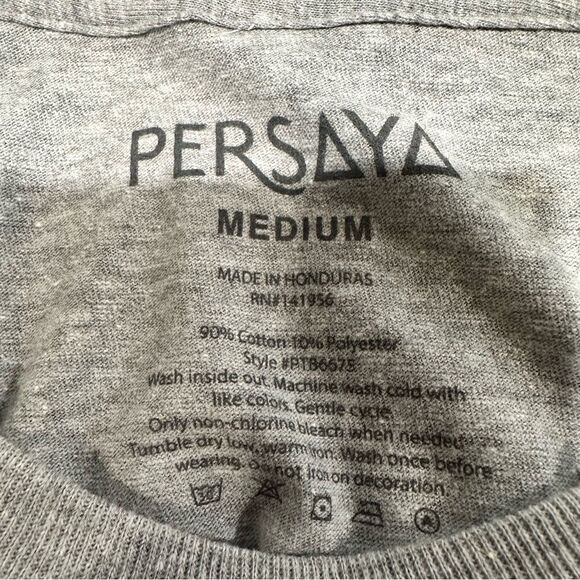 PERSAYA
MEDIUM
MADE IN HONDURAS
RN#141956
90% Cotton 10% Polyester
Style #PTB6675
Wash inside out. Machine wash cold with
like colors. Gentle cycle.
Only non-chlorine bleach when needed.
Tumble dry low, warm iron. Wash once before
wearing. Do not iron on decoration.